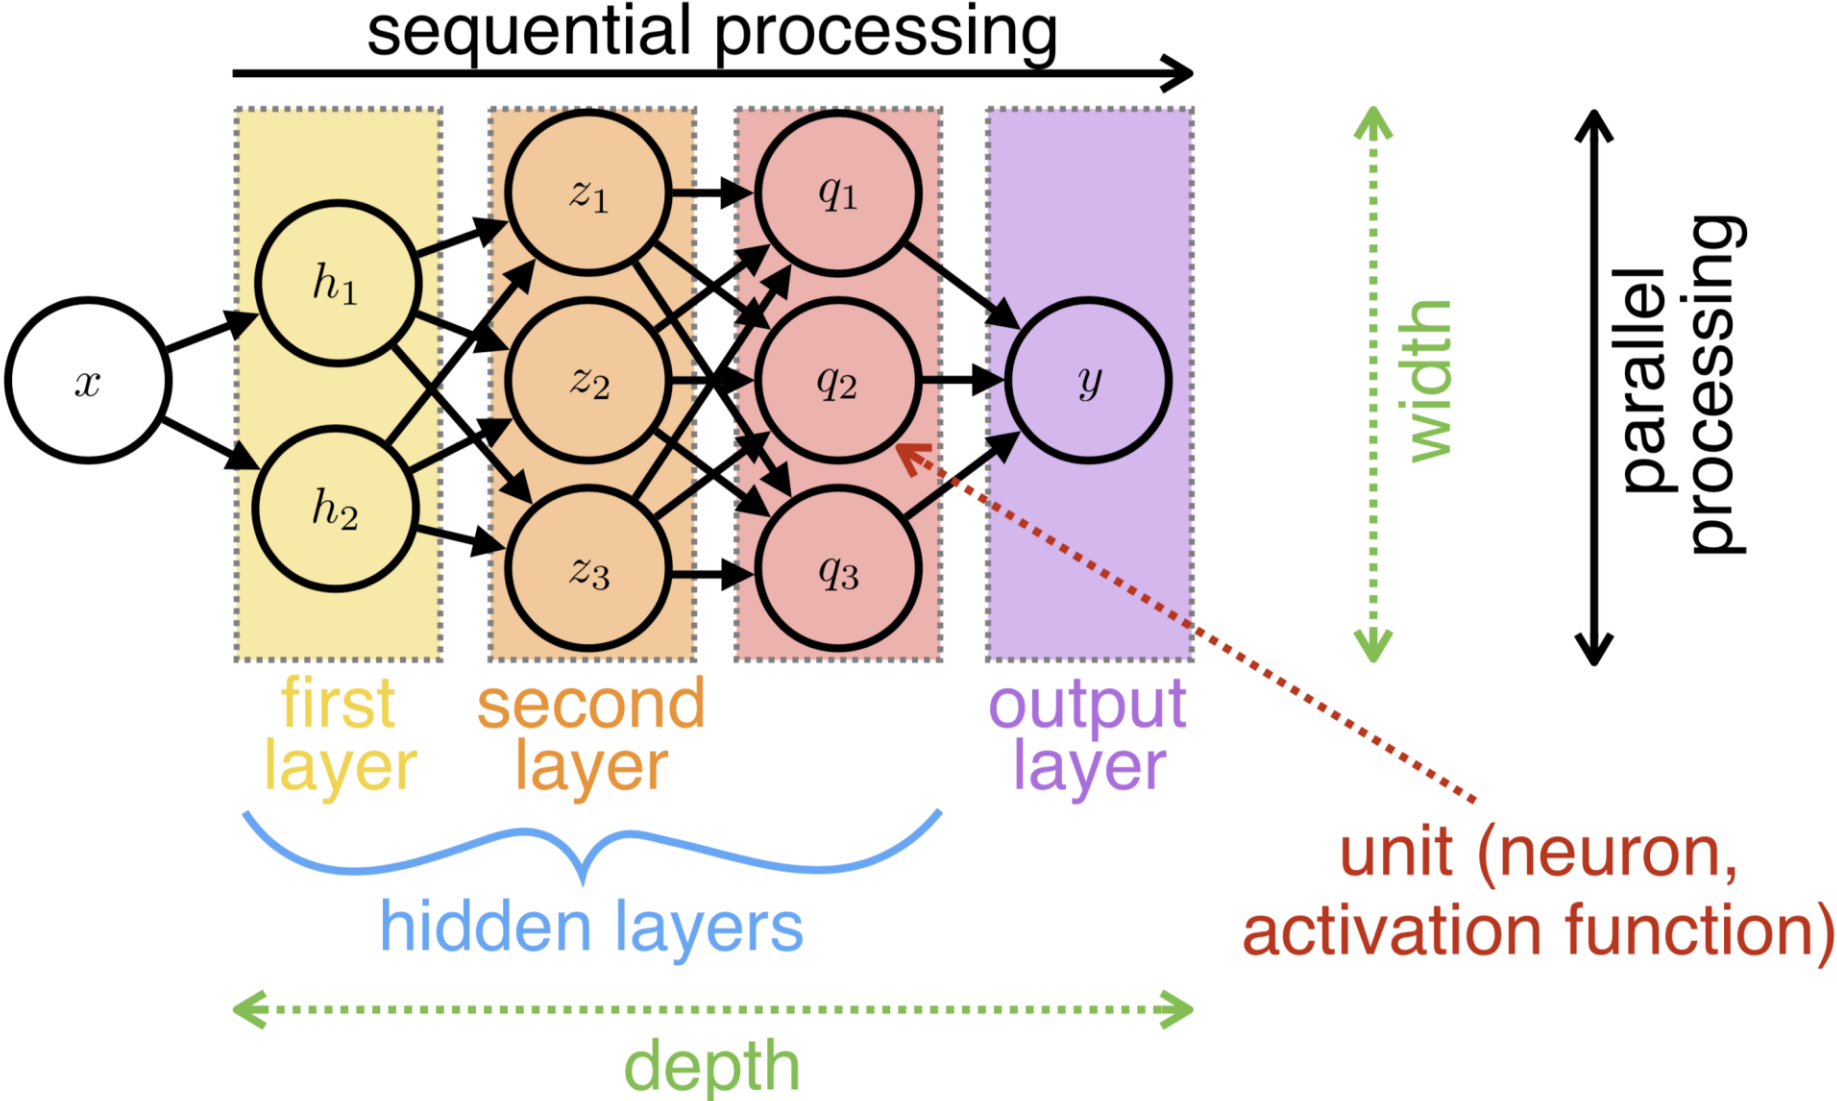 sequential processing
x
h₁
h₂
z₁
z₂
z₃
q₁
q₂
q₃
y
width
parallel
processing
first
layer
second
layer
output
layer
hidden layers
unit (neuron,
activation function)
depth